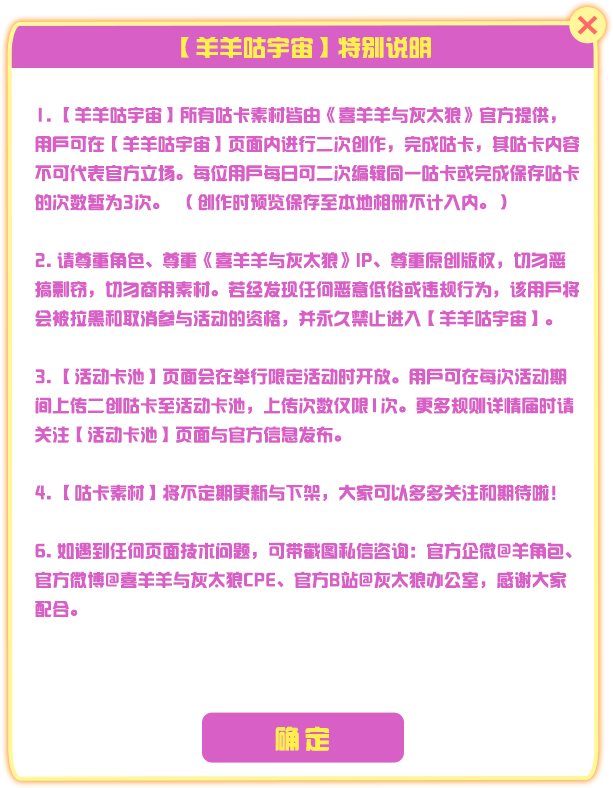 【羊羊咕宇宙】特别说明
1.【羊羊咕宇宙】所有咕卡素材皆由《喜羊羊与灰太狼》官方提供，
用户可在【羊羊咕宇宙】页面内进行二次创作，完成咕卡，其咕卡内容
不可代表官方立场。每位用户每日可二次编辑同一咕卡或完成保存咕卡
的次数暂为3次。（创作时预览保存至本地相册不计入内。）
2. 请尊重角包、尊重《喜羊羊与灰太狼》IP、尊重原创版权，切勿恶
搞剽窃，切勿商用素材。若经发现任何恶意低俗或违规行为，该用户将
会被拉黑和取消参与活动的资格，并永久禁止进入【羊羊咕宇宙】。
3.【活动卡池】页面会在举行限定活动时开放。用户可在每次活动期
间上传二创咕卡至活动卡池，上传次数仅限1次。更多规则详情届时请
关注【活动卡池】页面与官方信息发布。
4.【咕卡素材】将不定期更新与下架，大家可以多多关注和期待啦！
6. 如遇到任何页面技术问题，可带截图私信咨询：官方企微@羊角包、
官方微博@喜羊羊与灰太狼CPE、官方B站@灰太狼办公室，感谢大家
配合。
确定